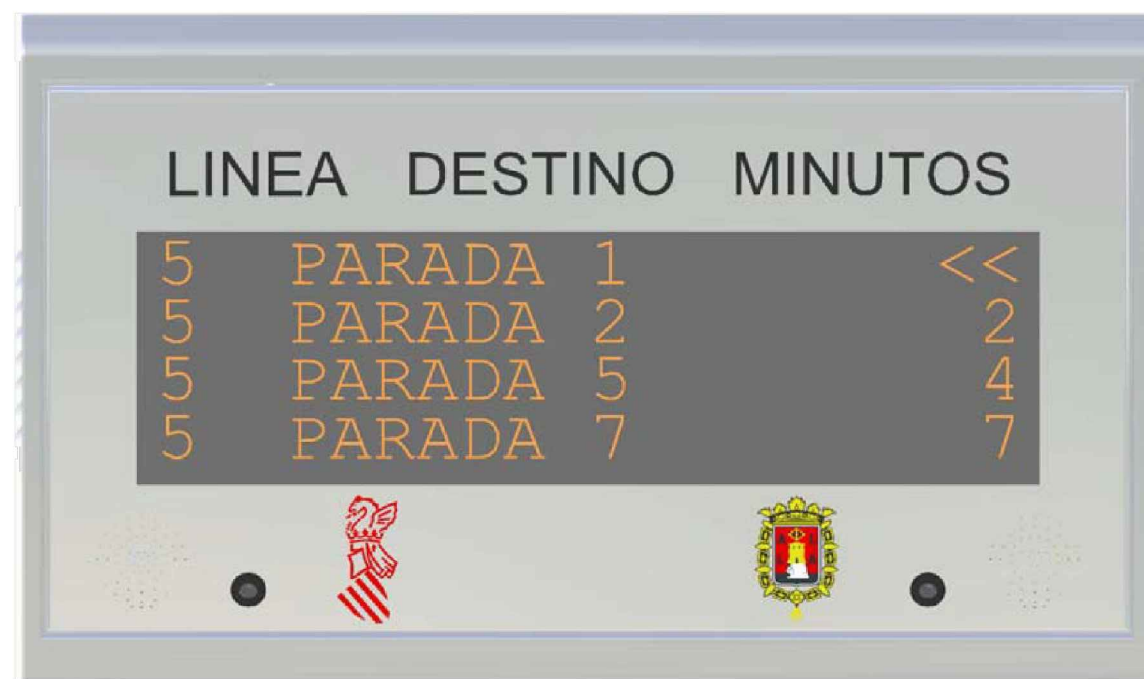 LINEA DESTINO MINUTOS
5 PARADA 1 <<
5 PARADA 2 2
5 PARADA 5 4
5 PARADA 7 7